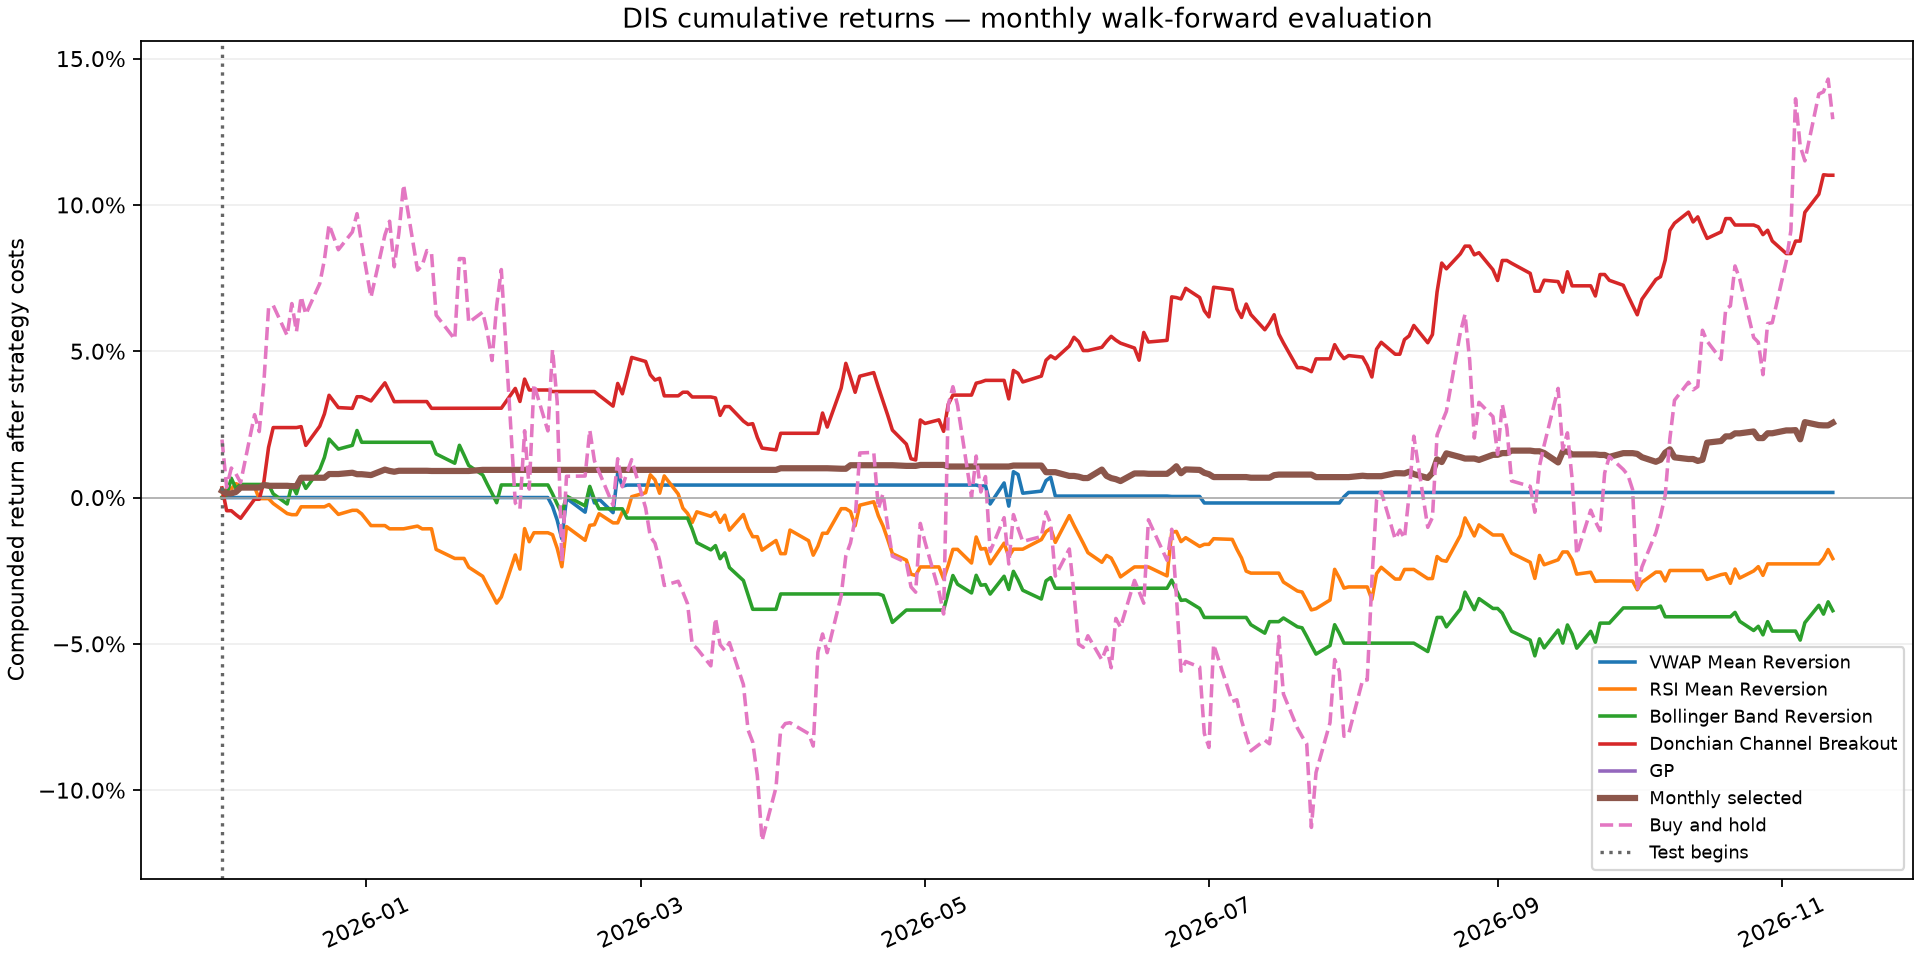 DIS cumulative returns — monthly walk-forward evaluation
Compounded return after strategy costs
15.0%
10.0%
5.0%
0.0%
−5.0%
−10.0%
2026-01
2026-03
2026-05
2026-07
2026-09
2026-11
VWAP Mean Reversion
RSI Mean Reversion
Bollinger Band Reversion
Donchian Channel Breakout
GP
Monthly selected
Buy and hold
Test begins